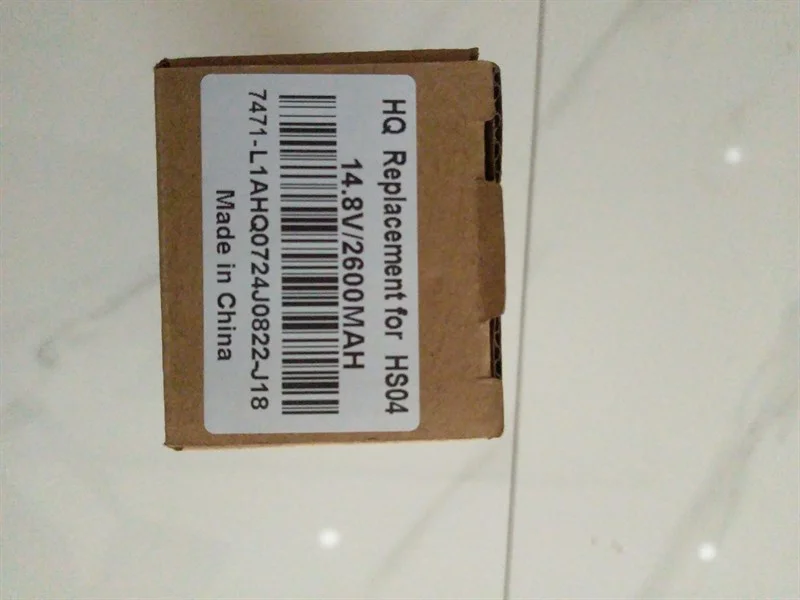 HQ Replacement for HS04
14.8V/2600MAH
7471-L1AHQ0724J0822-J18
Made in China